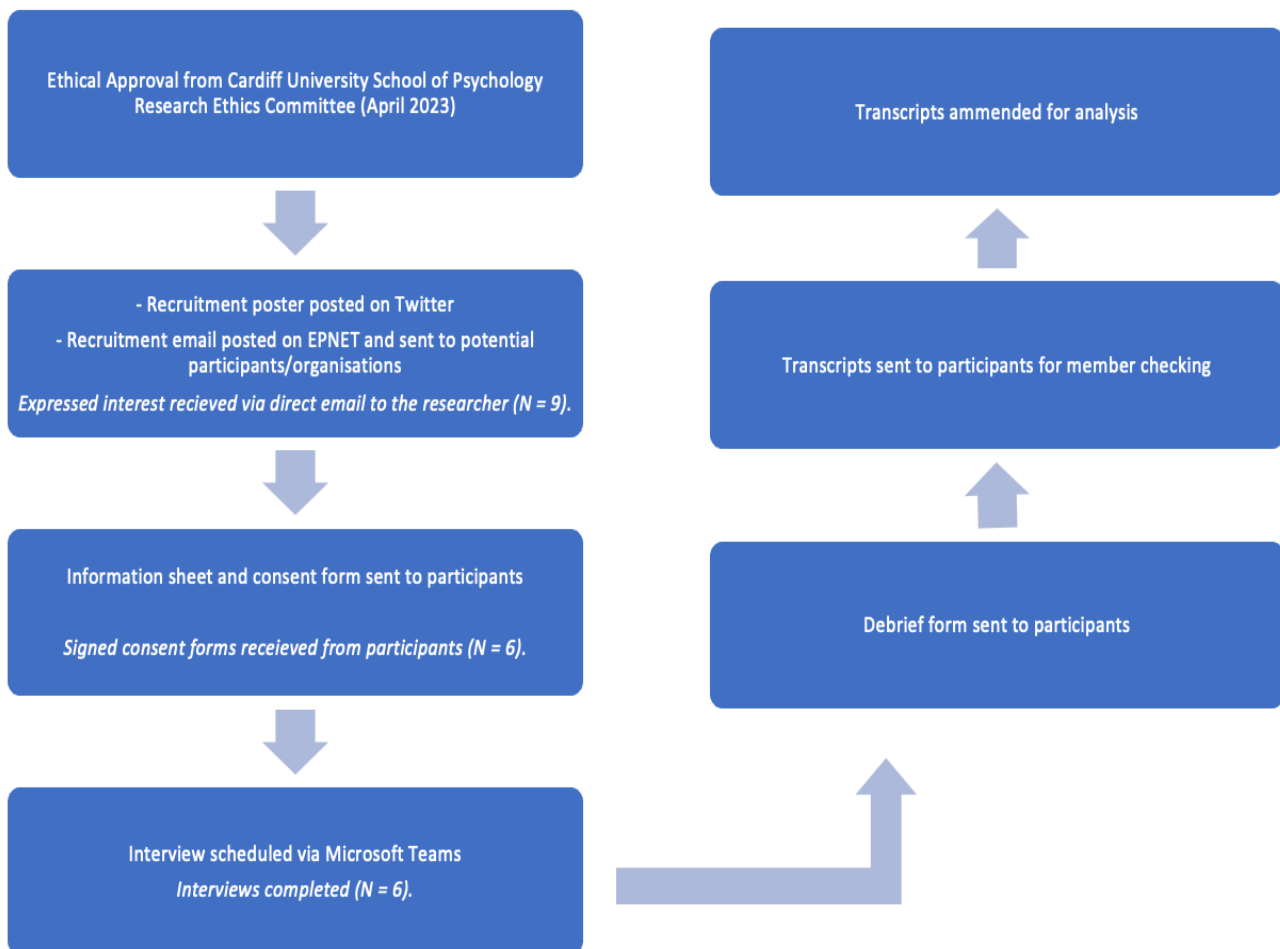 Ethical Approval from Cardiff University School of Psychology
Research Ethics Committee (April 2023)
- Recruitment poster posted on Twitter
- Recruitment email posted on EPNET and sent to potential
participants/organisations
Expressed interest recieved via direct email to the researcher (N = 9).
Information sheet and consent form sent to participants
Signed consent forms receieved from participants (N = 6).
Interview scheduled via Microsoft Teams
Interviews completed (N = 6).
Debrief form sent to participants
Transcripts sent to participants for member checking
Transcripts ammended for analysis